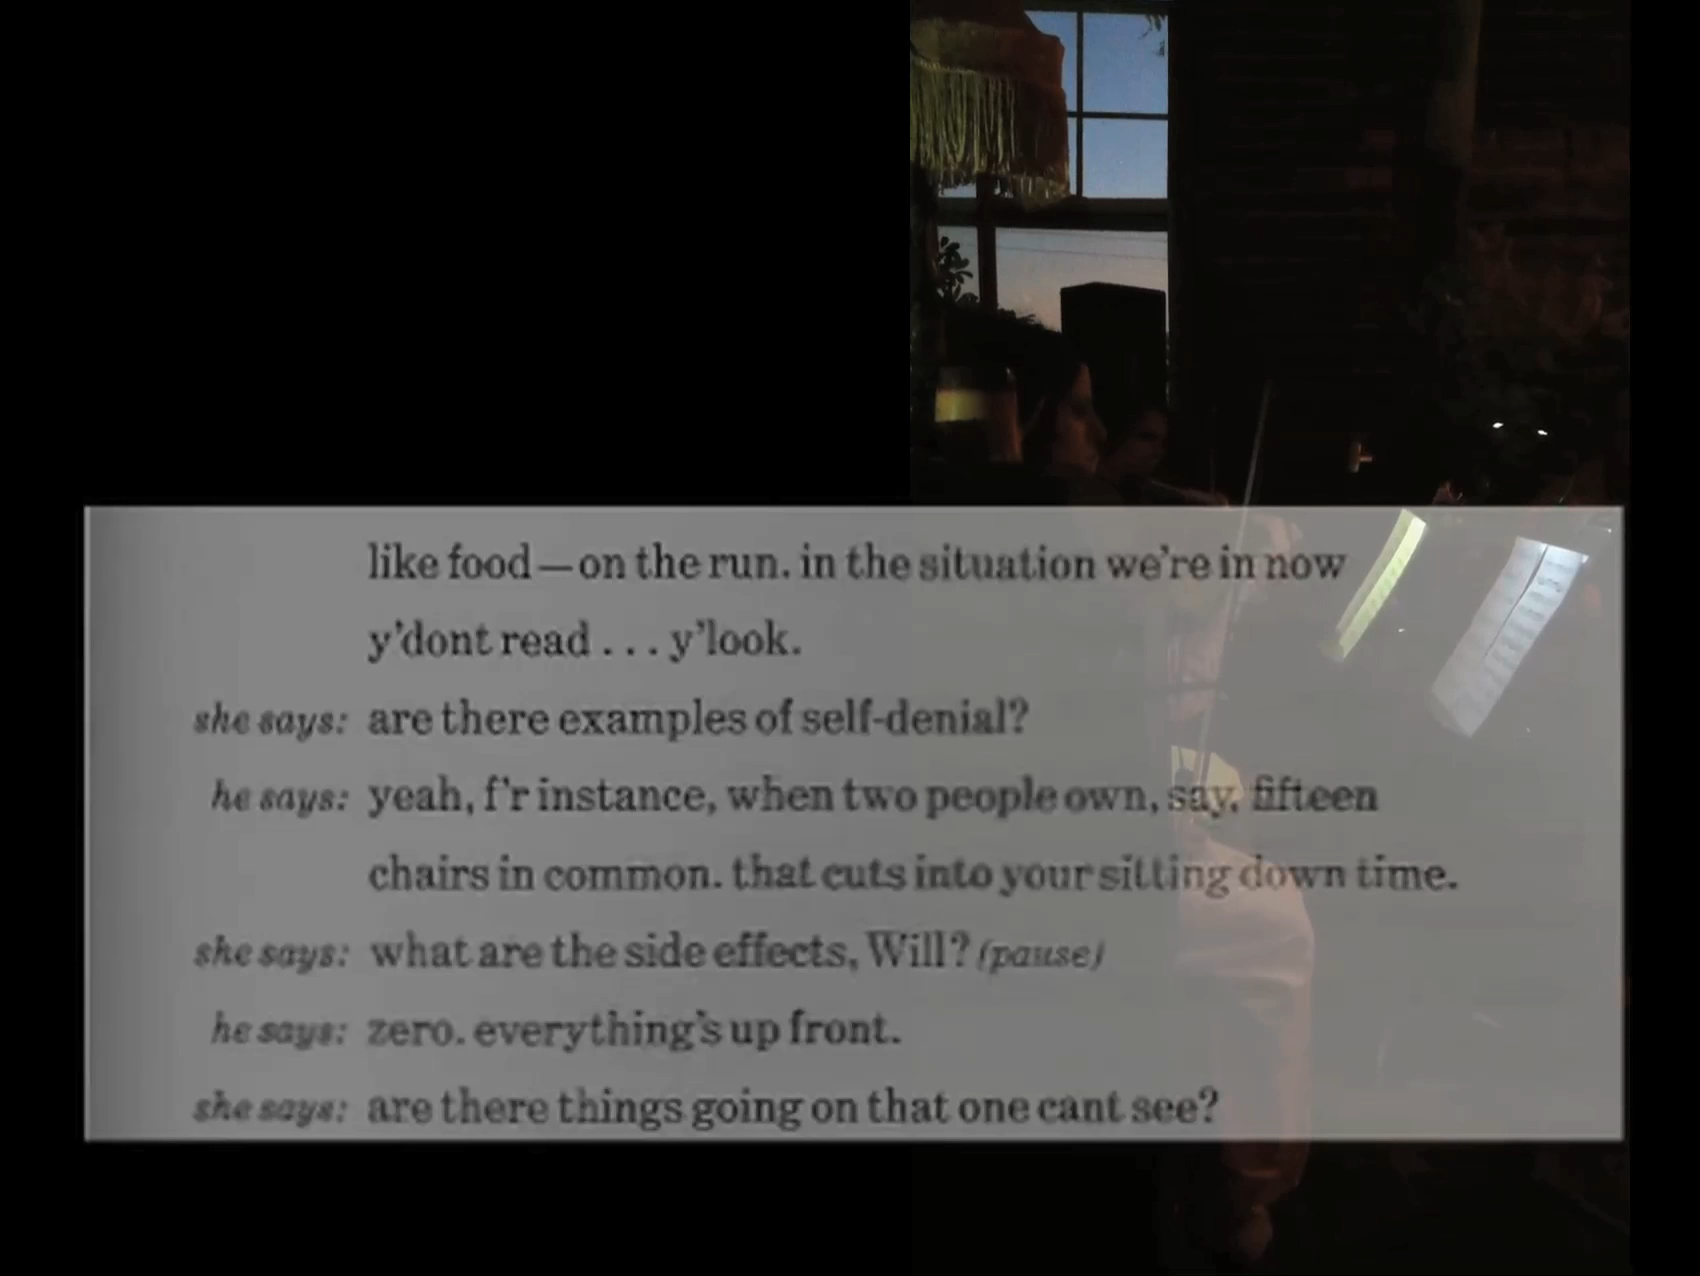 like food—on the run. in the situation we're in now
y'dont read . . . y'look.
she says: are there examples of self-denial?
he says: yeah, f'r instance, when two people own, say, fifteen
chairs in common. that cuts into your sitting down time.
she says: what are the side effects, Will? (pause)
he says: zero. everything's up front.
she says: are there things going on that one cant see?